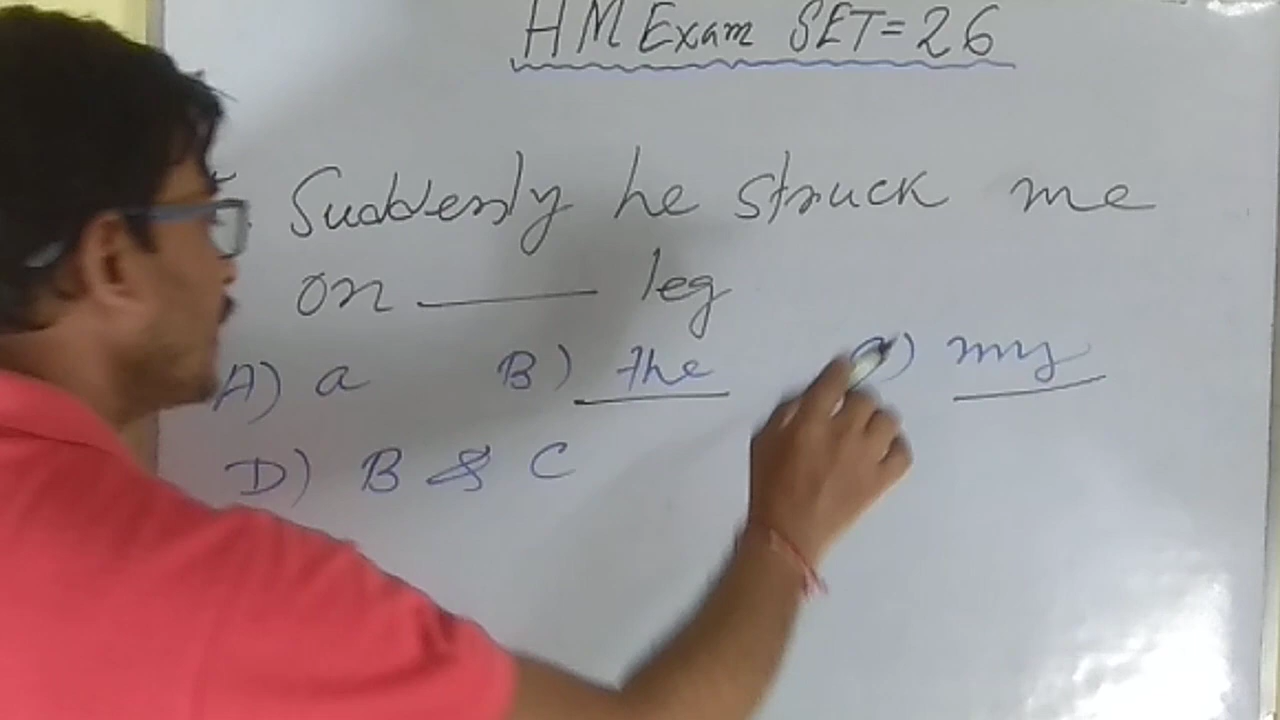 HM Exam SET=26
Suddenly he struck me
on ______ leg
A) a B) the C) my
D) B & C